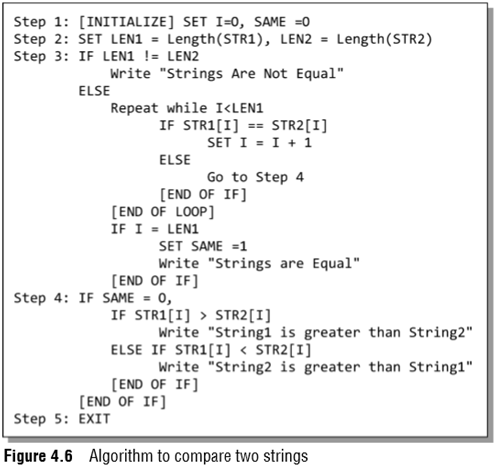 Step 1: [INITIALIZE] SET I=0, SAME =0
Step 2: SET LEN1 = Length(STR1), LEN2 = Length(STR2)
Step 3: IF LEN1 != LEN2
Write "Strings Are Not Equal"
ELSE
Repeat while I<LEN1
IF STR1[I] == STR2[I]
SET I = I + 1
ELSE
Go to Step 4
[END OF IF]
[END OF LOOP]
IF I = LEN1
SET SAME =1
Write "Strings are Equal"
[END OF IF]
Step 4: IF SAME = 0,
IF STR1[I] > STR2[I]
Write "String1 is greater than String2"
ELSE IF STR1[I] < STR2[I]
Write "String2 is greater than String1"
[END OF IF]
[END OF IF]
Step 5: EXIT
Figure 4.6 Algorithm to compare two strings